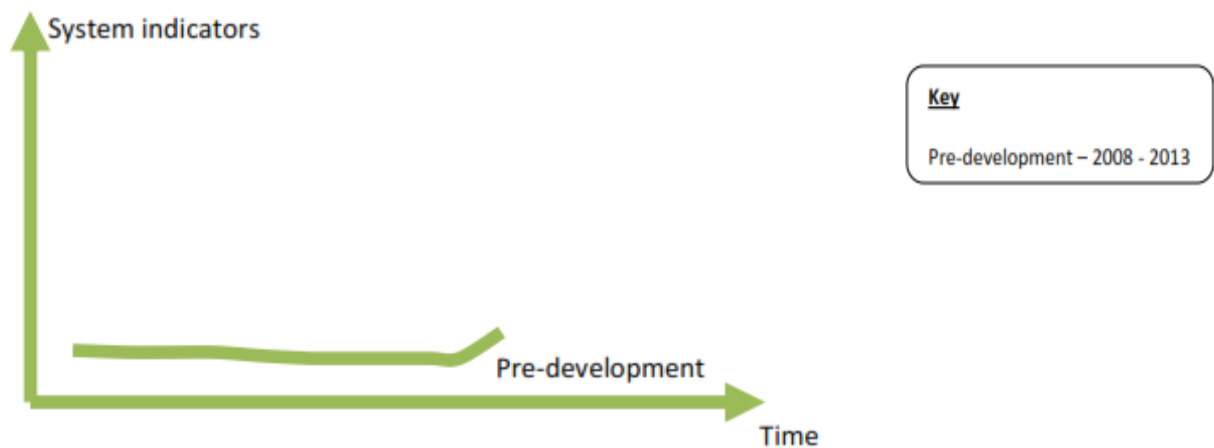 System indicators
Key
Pre-development – 2008 - 2013
Pre-development
Time